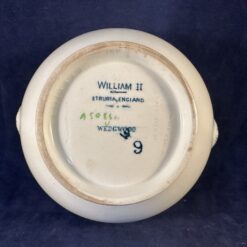 WILLIAM II
ETRURIA, ENGLAND
WEDGWOOD
9